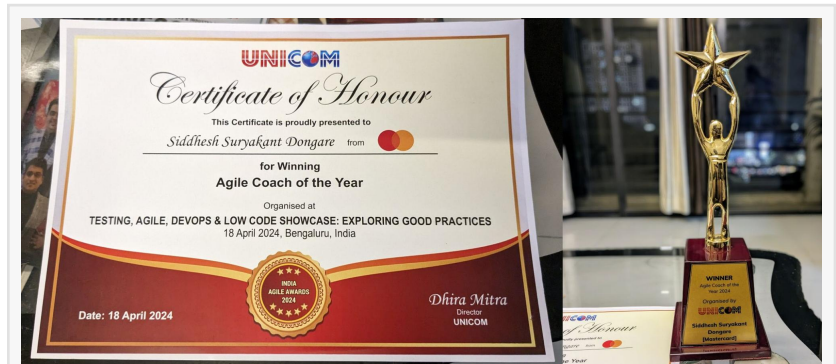 UNICOM
Certificate of Honour
This Certificate is proudly presented to
Siddhesh Suryakant Dongare from
for Winning
Agile Coach of the Year
Organised at
TESTING, AGILE, DEVOPS & LOW CODE SHOWCASE: EXPLORING GOOD PRACTICES
18 April 2024, Bengaluru, India
INDIA
AGILE AWARDS
2024
Date: 18 April 2024
Dhira Mitra
Director
UNICOM
WINNER
Agile Coach of the
Year 2024
Organised by
UNICOM
Siddhesh Suryakant
Dongare
[Mastercard]
of Honour